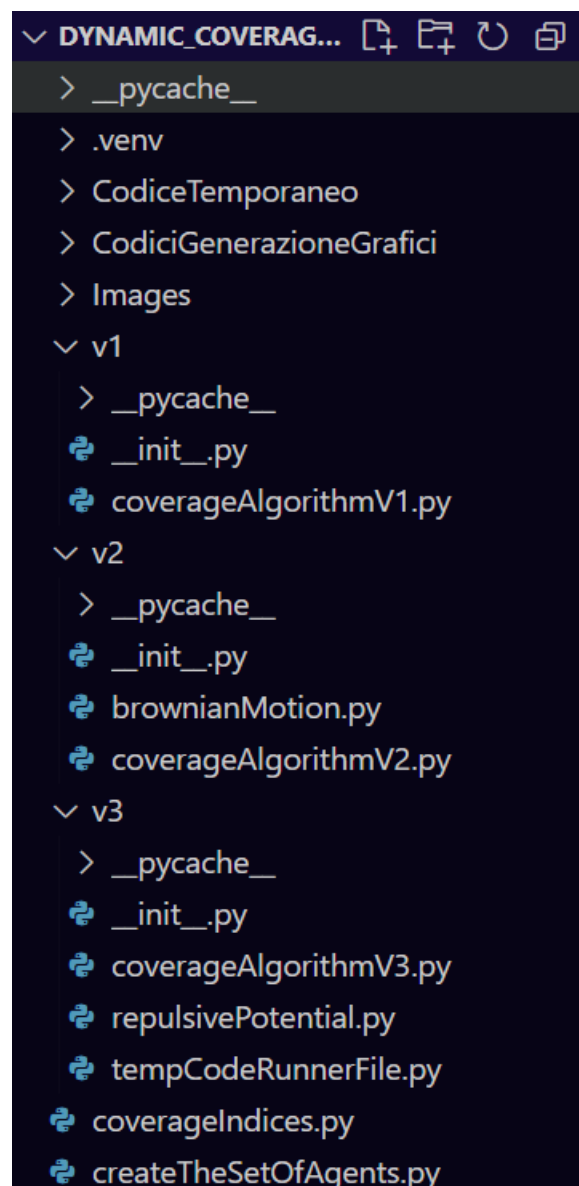 DYNAMIC_COVERAG...
__pycache__
.venv
CodiceTemporaneo
CodiciGenerazioneGrafici
Images
v1
__pycache__
__init__.py
coverageAlgorithmV1.py
v2
__pycache__
__init__.py
brownianMotion.py
coverageAlgorithmV2.py
v3
__pycache__
__init__.py
coverageAlgorithmV3.py
repulsivePotential.py
tempCodeRunnerFile.py
coverageIndices.py
createTheSetOfAgents.py